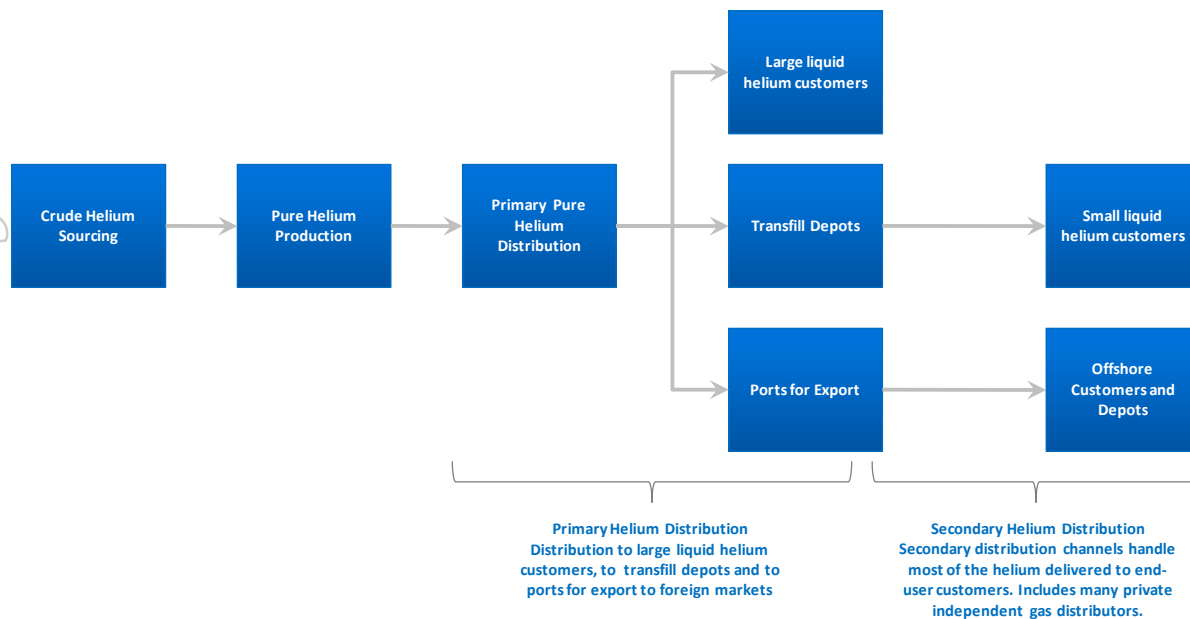 Large liquid
helium customers
Crude Helium
Sourcing
Pure Helium
Production
Primary Pure
Helium
Distribution
Transfill Depots
Small liquid
helium customers
Ports for Export
Offshore
Customers and
Depots
Primary Helium Distribution
Distribution to large liquid helium
customers, to transfill depots and to
ports for export to foreign markets
Secondary Helium Distribution
Secondary distribution channels handle
most of the helium delivered to end-
user customers. Includes many private
independent gas distributors.